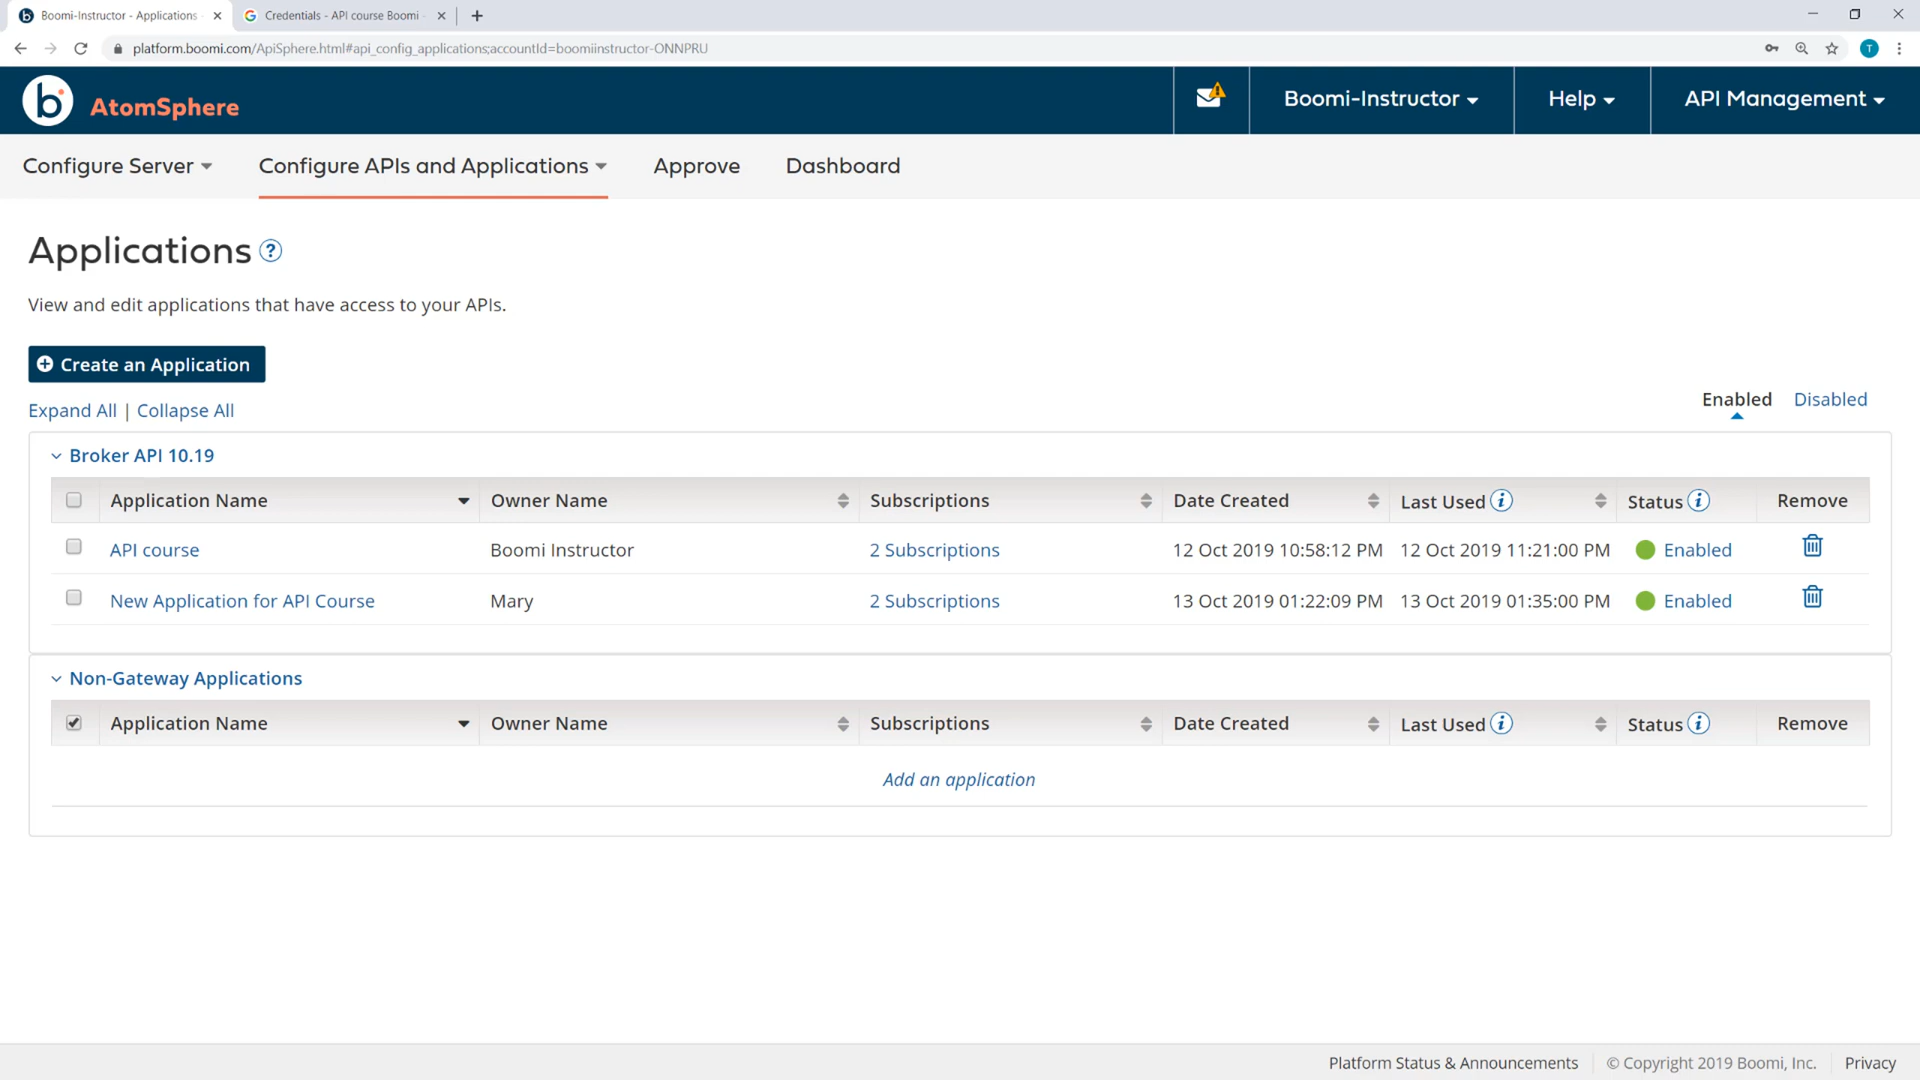 Boomi-Instructor - Applications
Credentials - API course Boomi
platform.boomi.com/ApiSphere.html#api_config_applications;accountId=boomiinstructor-ONNPRU
T
b AtomSphere
Boomi-Instructor
Help
API Management
Configure Server
Configure APIs and Applications
Approve
Dashboard
Applications ?
View and edit applications that have access to your APIs.
Create an Application
Expand All | Collapse All
Enabled
Disabled
Broker API 10.19
Application Name Owner Name Subscriptions Date Created Last Used i Status i Remove
API course Boomi Instructor 2 Subscriptions 12 Oct 2019 10:58:12 PM 12 Oct 2019 11:21:00 PM Enabled
New Application for API Course Mary 2 Subscriptions 13 Oct 2019 01:22:09 PM 13 Oct 2019 01:35:00 PM Enabled
Non-Gateway Applications
Application Name Owner Name Subscriptions Date Created Last Used i Status i Remove
Add an application
Platform Status & Announcements © Copyright 2019 Boomi, Inc. Privacy